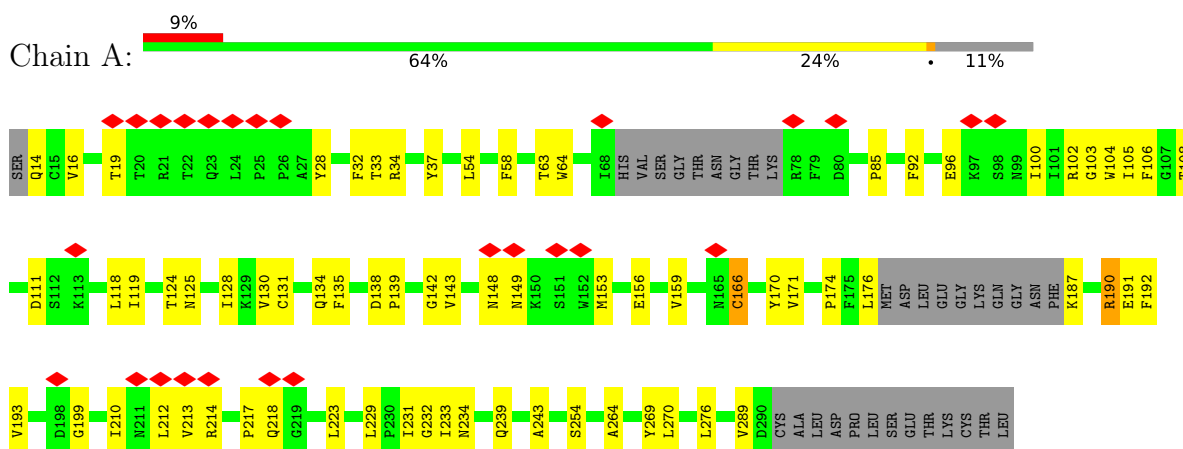 9%
Chain A:
64% 24% • 11%
SER Q14 C15 V16 T19 T20 R21 T22 Q23 L24 P25 P26 A27 Y28 F32 T33 R34 Y37 L54 F58 T63 W64 I68 HIS VAL SER GLY THR ASN GLY THR LYS R78 F79 D80 P85 F92 E96 K97 S98 N99 I100 I101 R102 G103 W104 I105 F106 G107 T108
D111 S112 K113 L118 I119 T124 N125 I128 K129 V130 C131 Q134 F135 D138 P139 G142 V143 N148 N149 K150 S151 W152 M153 E156 V159 N165 C166 Y170 V171 P174 F175 L176 MET ASP LEU GLU GLY LYS GLN GLY ASN PHE K187 R190 E191 F192
V193 D198 G199 I210 N211 L212 V213 R214 P217 Q218 G219 L223 L229 P230 I231 G232 I233 N234 Q239 A243 S254 A264 Y269 L270 L276 V289 D290 CYS ALA LEU ASP PRO LEU SER GLU THR LYS CYS THR LEU